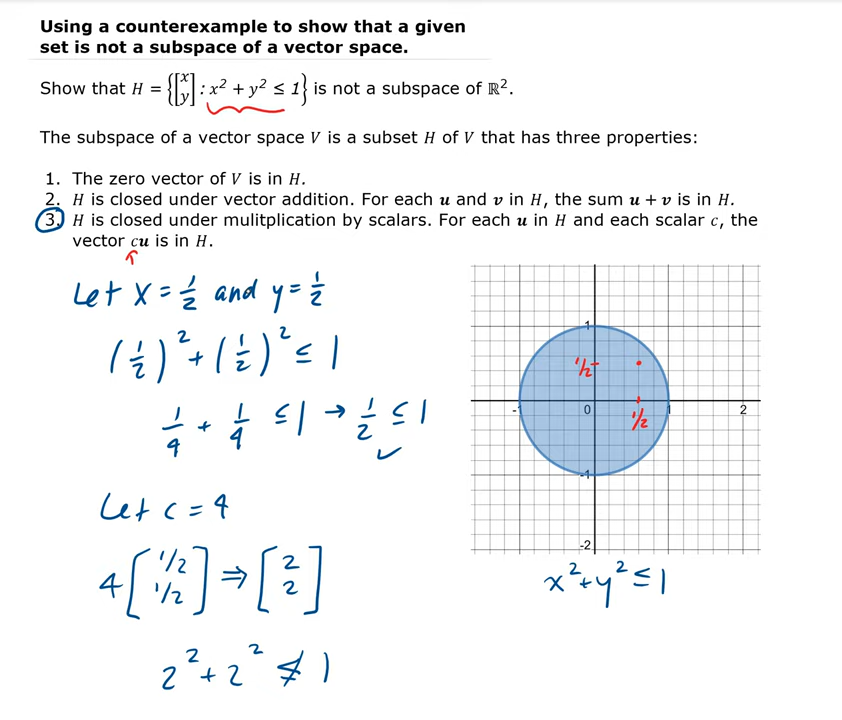 Using a counterexample to show that a given
set is not a subspace of a vector space.
Show that H = {[x y] : x² + y² ≤ 1} is not a subspace of ℝ².
The subspace of a vector space V is a subset H of V that has three properties:
1. The zero vector of V is in H.
2. H is closed under vector addition. For each u and v in H, the sum u + v is in H.
3. H is closed under mulitplication by scalars. For each u in H and each scalar c, the
vector cu is in H.
Let x = 1/2 and y = 1/2
(1/2)² + (1/2)² ≤ 1
1/4 + 1/4 ≤ 1 → 1/2 ≤ 1
✓
Let c = 4
4 [1/2 1/2] ⇒ [2 2]
2² + 2² ≰ 1
1
1/2
-1 0 1 2
1/2
-1
-2
x² + y² ≤ 1